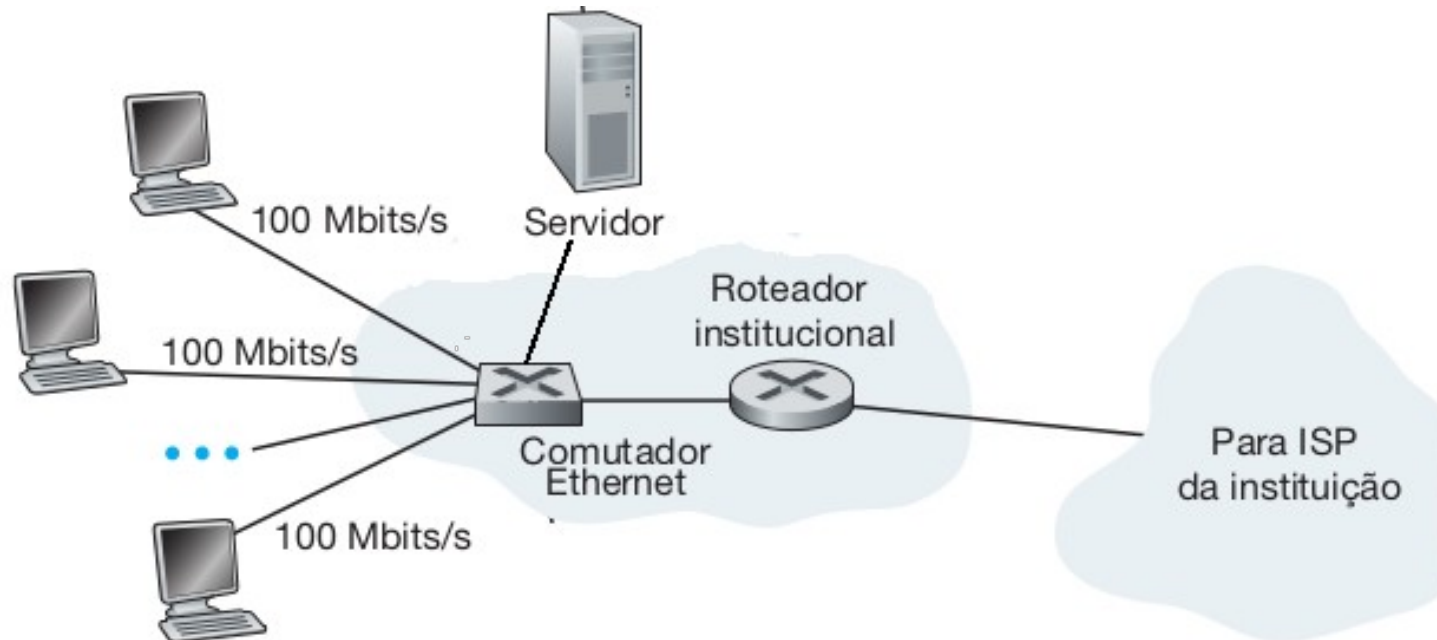 100 Mbits/s
Servidor
Roteador
institucional
100 Mbits/s
Comutador
Ethernet
Para ISP
da instituição
100 Mbits/s